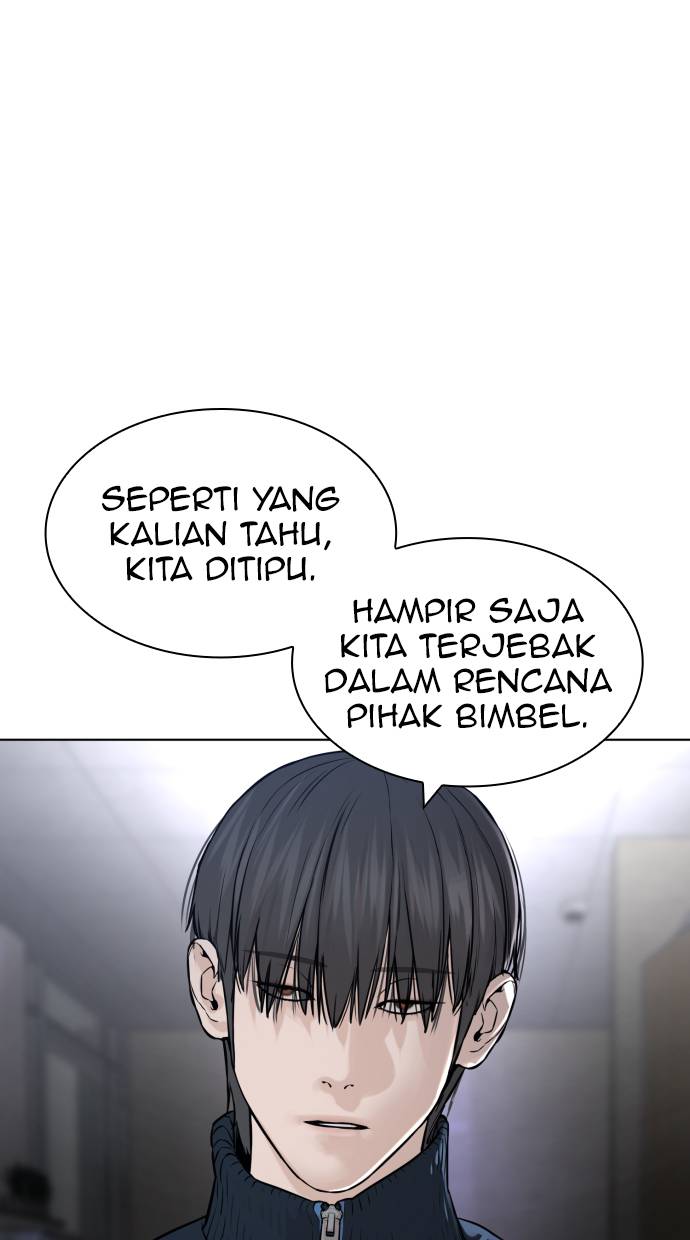 SEPERTI YANG
KALIAN TAHU,
KITA DITIPU.
HAMPIR SAJA
KITA TERJEBAK
DALAM RENCANA
PIHAK BIMBEL.